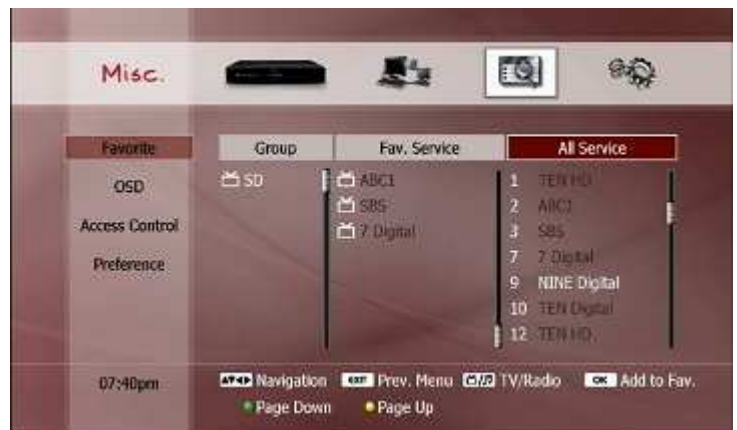 Misc.
Favorite
OSD
Access Control
Preference
Group
Fav. Service
All Service
SD
ABC1
SBS
7 Digital
1 TEN HD
2 ABC1
3 SBS
7 7 Digital
9 NINE Digital
10 TEN Digital
12 TEN HD
07:40pm
Navigation EXIT Prev. Menu TV/Radio OK Add to Fav.
Page Down Page Up